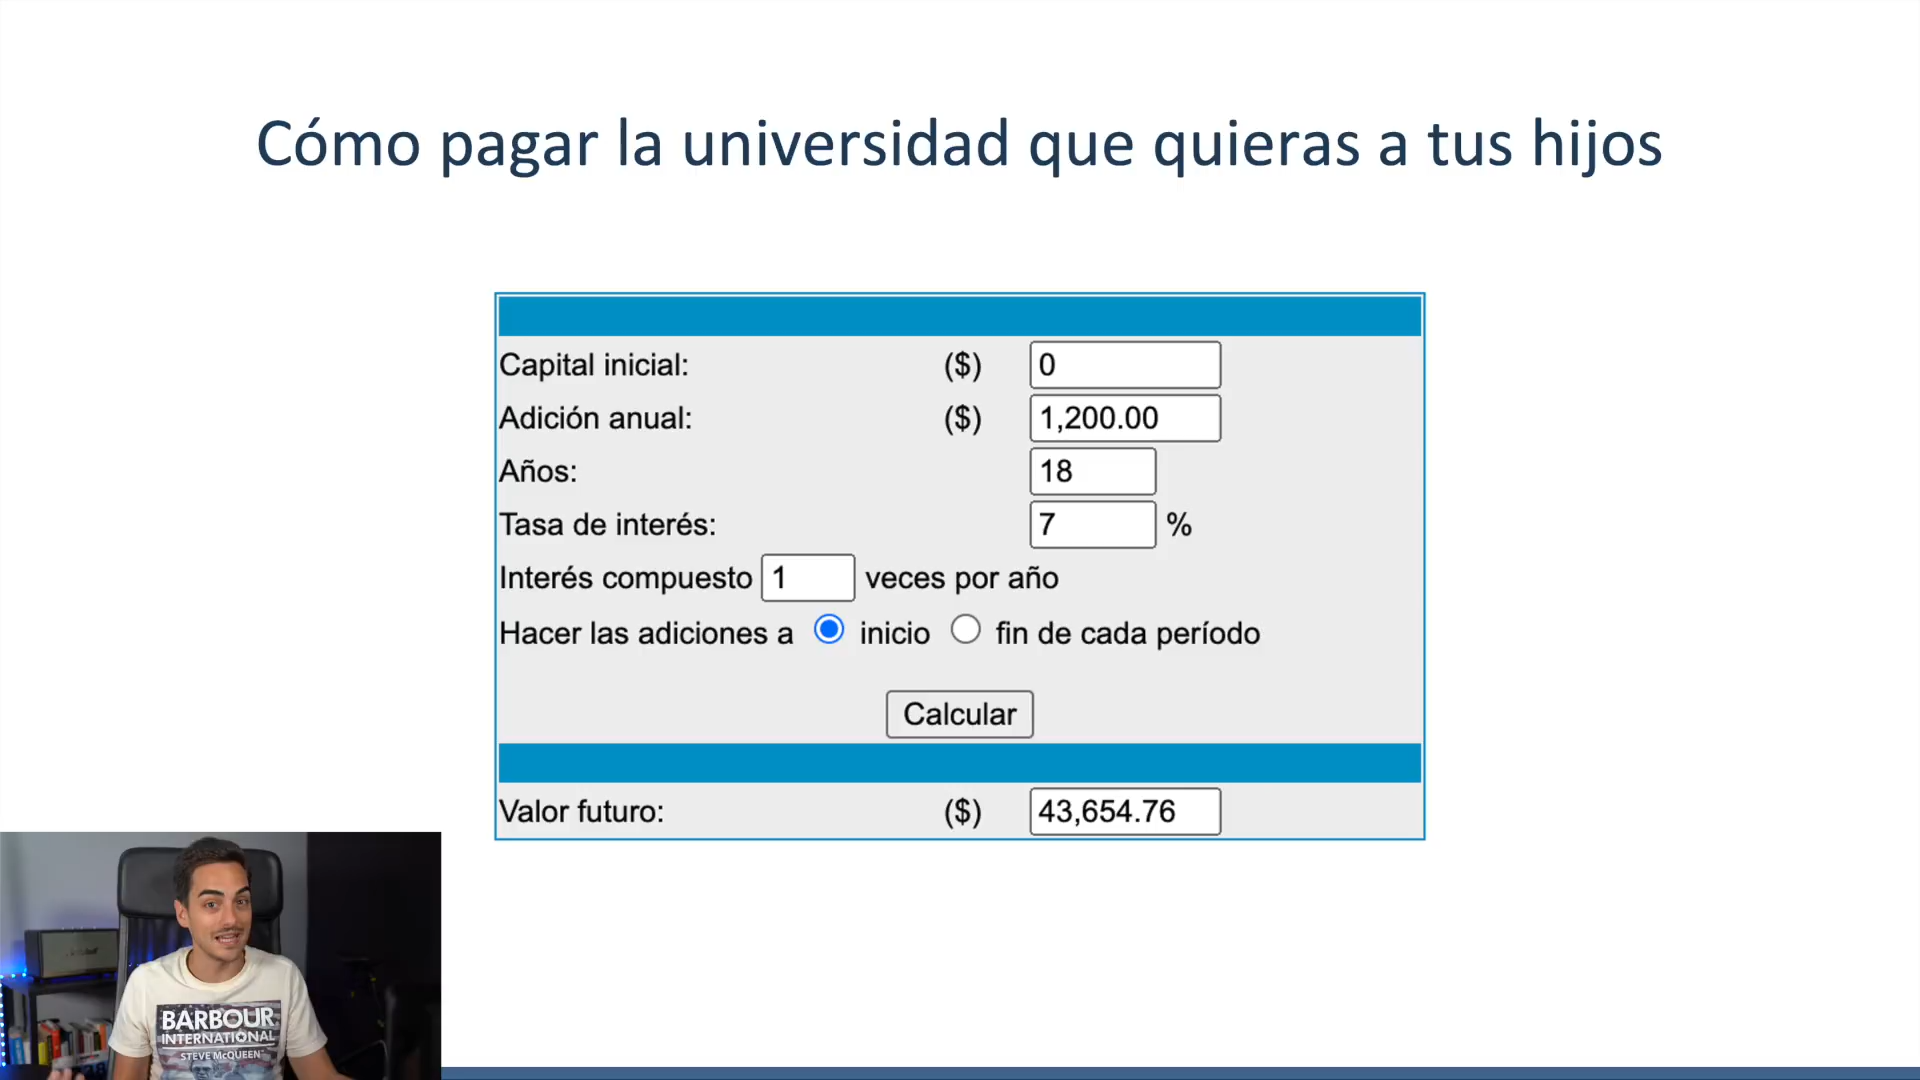 Cómo pagar la universidad que quieras a tus hijos
Capital inicial: ($) 0
Adición anual: ($) 1,200.00
Años: 18
Tasa de interés: 7 %
Interés compuesto 1 veces por año
Hacer las adiciones a inicio fin de cada período
Calcular
Valor futuro: ($) 43,654.76
BARBOUR
INTERNATIONAL
STEVE McQUEEN